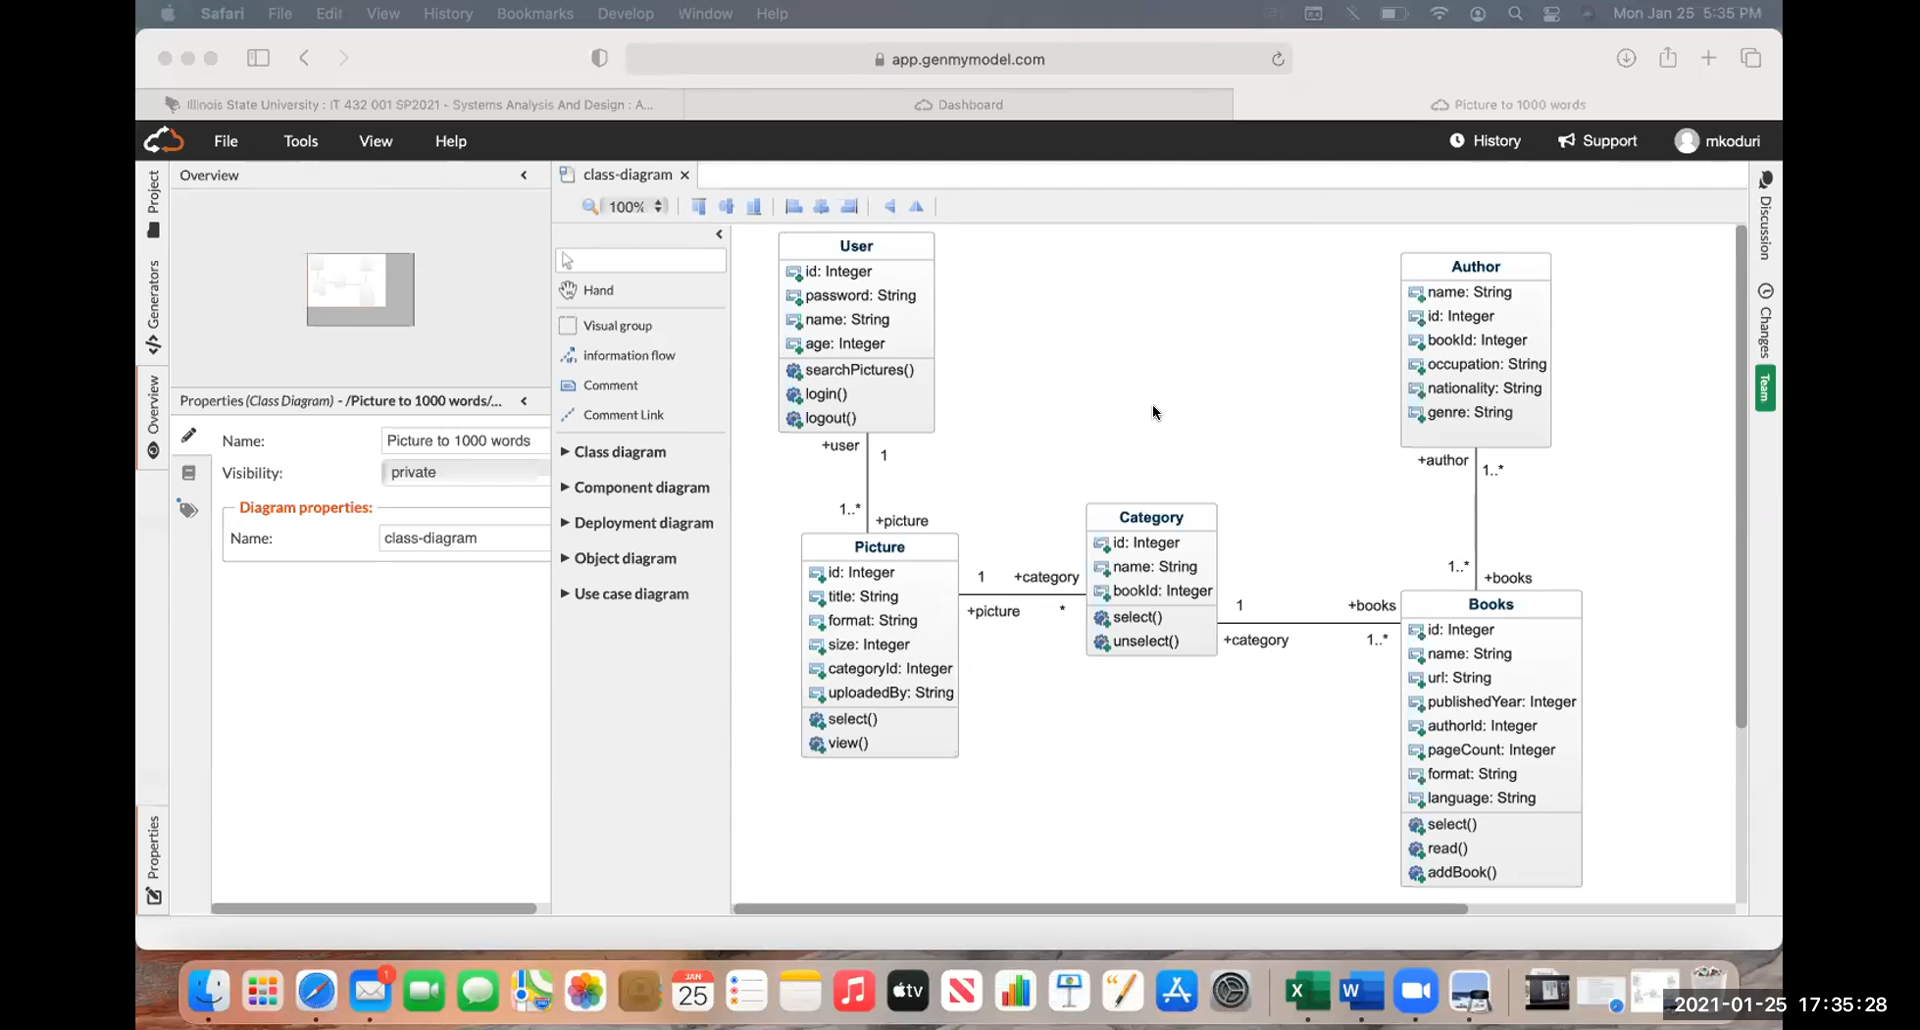 Safari File Edit View History Bookmarks Develop Window Help Mon Jan 25 5:35 PM
app.genmymodel.com
Illinois State University : IT 432 001 SP2021 - Systems Analysis And Design : A...
Dashboard
Picture to 1000 words
File Tools View Help
History Support mkoduri
Project
Generators
Overview
Properties
Overview
Properties (Class Diagram) - /Picture to 1000 words/...
Name: Picture to 1000 words
Visibility: private
Diagram properties:
Name: class-diagram
class-diagram
100%
Hand
Visual group
information flow
Comment
Comment Link
Class diagram
Component diagram
Deployment diagram
Object diagram
Use case diagram
User
id: Integer
password: String
name: String
age: Integer
searchPictures()
login()
logout()
+user
1
1..*
+picture
Picture
id: Integer
title: String
format: String
size: Integer
categoryId: Integer
uploadedBy: String
select()
view()
1 +category
+picture *
Category
id: Integer
name: String
bookId: Integer
select()
unselect()
1 +books
+category 1..*
Author
name: String
id: Integer
bookId: Integer
occupation: String
nationality: String
genre: String
+author
1..*
1..*
+books
Books
id: Integer
name: String
url: String
publishedYear: Integer
authorId: Integer
pageCount: Integer
format: String
language: String
select()
read()
addBook()
Discussion
Changes
Team
1
JAN
25
tv
X
W
2021-01-25 17:35:28